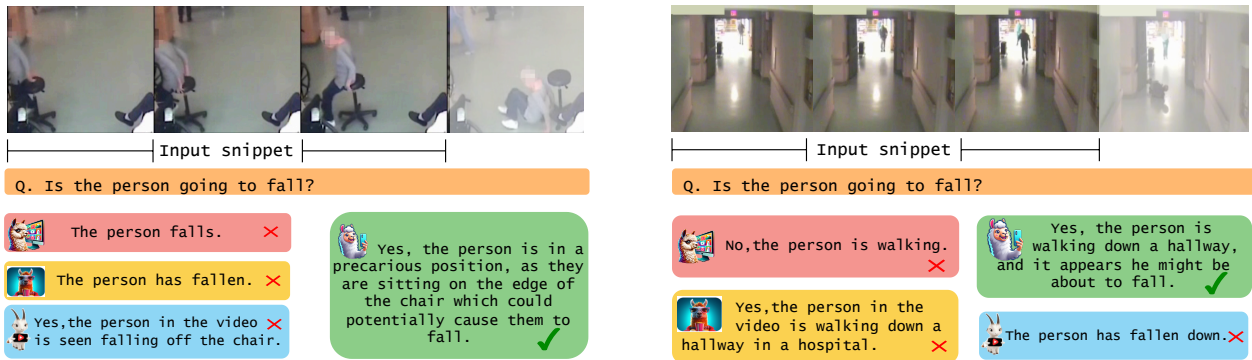 Input snippet
Q. Is the person going to fall?
The person falls.
The person has fallen.
Yes,the person in the video
is seen falling off the chair.
Yes, the person is in a
precarious position, as they
are sitting on the edge of
the chair which could
potentially cause them to
fall.
Input snippet
Q. Is the person going to fall?
No,the person is walking.
Yes,the person in the
video is walking down a
hallway in a hospital.
Yes, the person is
walking down a hallway,
and it appears he might be
about to fall.
The person has fallen down.